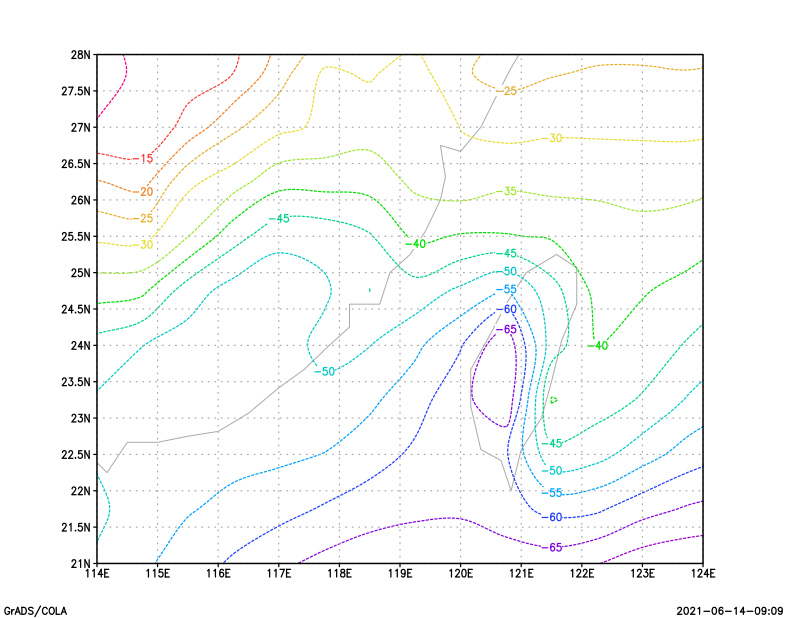 28N
-25
27.5N
27N
-30
-15
26.5N
-20
-35
26N
-25
-45
25.5N
-30
-40
-45
25N
-50
-55
24.5N
-60
-65
24N
-40
-50
23.5N
23N
-45
22.5N
-50
22N
-55
-60
21.5N
-65
21N
114E 115E 116E 117E 118E 119E 120E 121E 122E 123E 124E
GrADS/COLA
2021-06-14-09:09